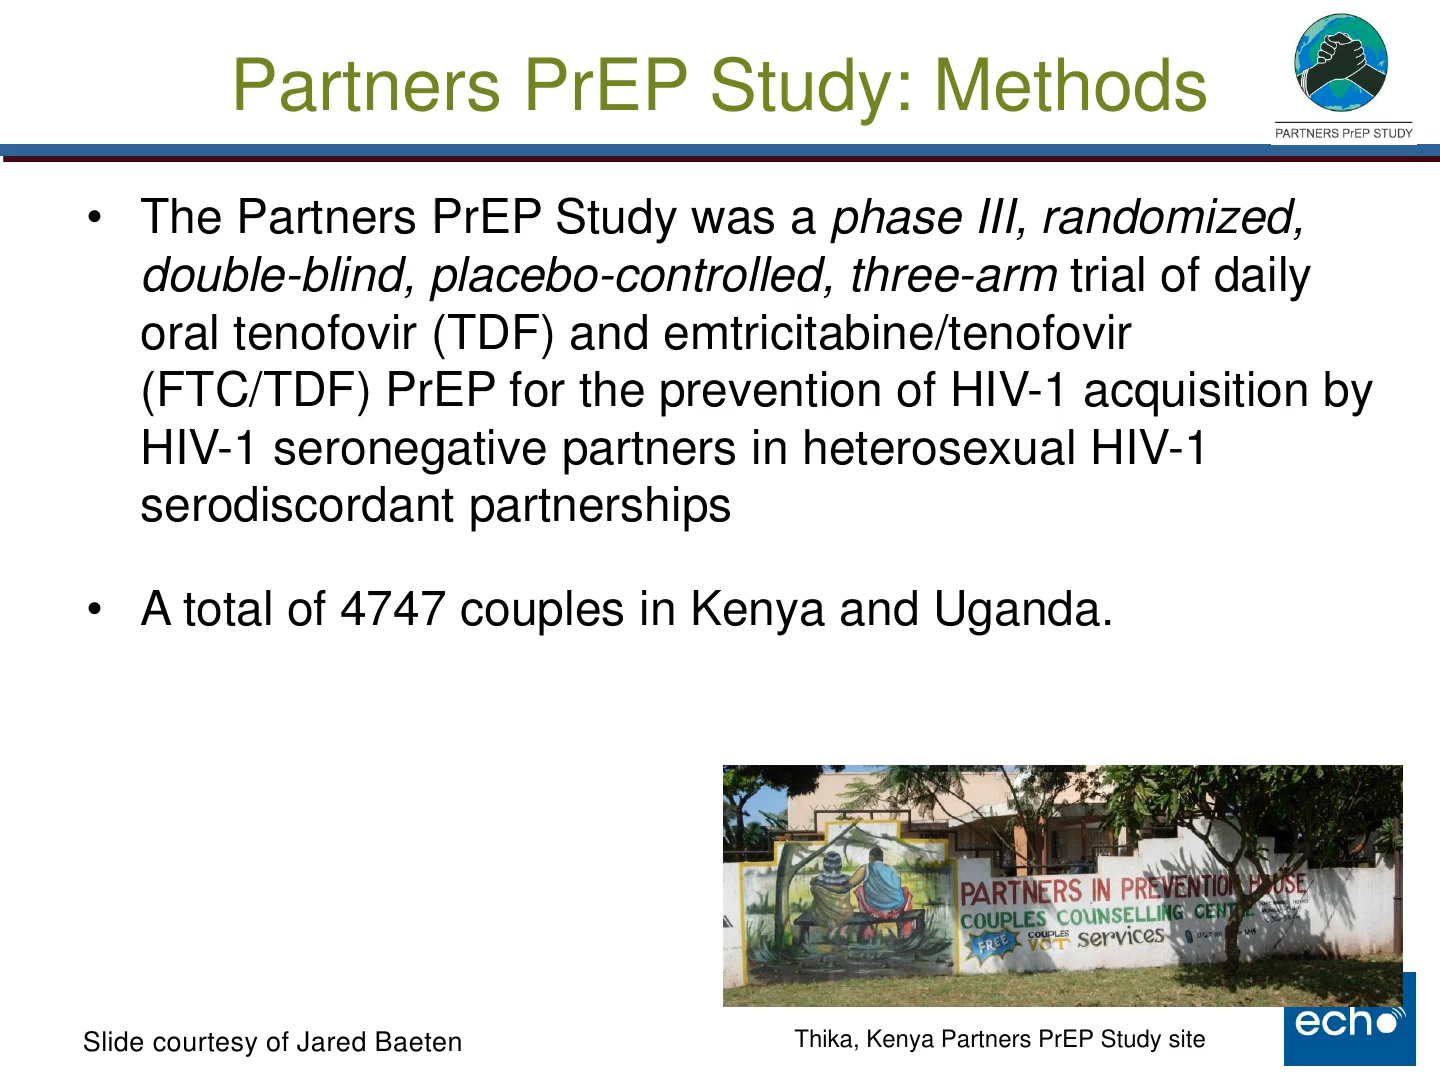 Partners PrEP Study: Methods
PARTNERS PrEP STUDY
• The Partners PrEP Study was a phase III, randomized,
double-blind, placebo-controlled, three-arm trial of daily
oral tenofovir (TDF) and emtricitabine/tenofovir
(FTC/TDF) PrEP for the prevention of HIV-1 acquisition by
HIV-1 seronegative partners in heterosexual HIV-1
serodiscordant partnerships
• A total of 4747 couples in Kenya and Uganda.
PARTNERS IN PREVENTION HOUSE
COUPLES COUNSELLING CENTRE
FREE COUPLES VCT services
echo
Slide courtesy of Jared Baeten
Thika, Kenya Partners PrEP Study site